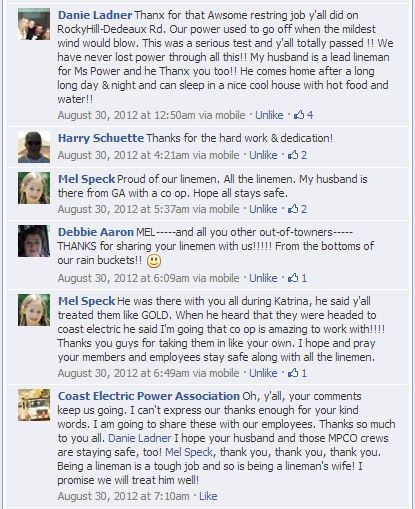 Danie Ladner Thanx for that Awsome restring job y'all did on
RockyHill-Dedeaux Rd. Our power used to go off when the mildest
wind would blow. This was a serious test and y'all totally passed !! We
have never lost power through all this!! My husband is a lead lineman
for Ms Power and he Thanx you too!! He comes home after a long
long day & night and can sleep in a nice cool house with hot food and
water!!
August 30, 2012 at 12:50am via mobile · Unlike · 4
Harry Schuette Thanks for the hard work & dedication!
August 30, 2012 at 4:21am via mobile · Unlike · 2
Mel Speck Proud of our linemen. All the linemen. My husband is
there from GA with a co op. Hope all stays safe.
August 30, 2012 at 5:37am via mobile · Unlike · 2
Debbie Aaron MEL-----and all you other out-of-towners-----
THANKS for sharing your linemen with us!!!!! From the bottoms of
our rain buckets!!
August 30, 2012 at 6:09am via mobile · Unlike · 1
Mel Speck He was there with you all during Katrina, he said y'all
treated them like GOLD. When he heard that they were headed to
coast electric he said I'm going that co op is amazing to work with!!!!
Thanks you guys for taking them in like your own. I hope and pray
your members and employees stay safe along with all the linemen.
August 30, 2012 at 6:49am via mobile · Unlike · 1
Coast Electric Power Association Oh, y'all, your comments
keep us going. I can't express our thanks enough for your kind
words. I am going to share these with our employees. Thanks so much
to you all. Danie Ladner I hope your husband and those MPCO crews
are staying safe, too! Mel Speck, thank you, thank you, thank you.
Being a lineman is a tough job and so is being a lineman's wife! I
promise we will treat him well!
August 30, 2012 at 7:10am · Like